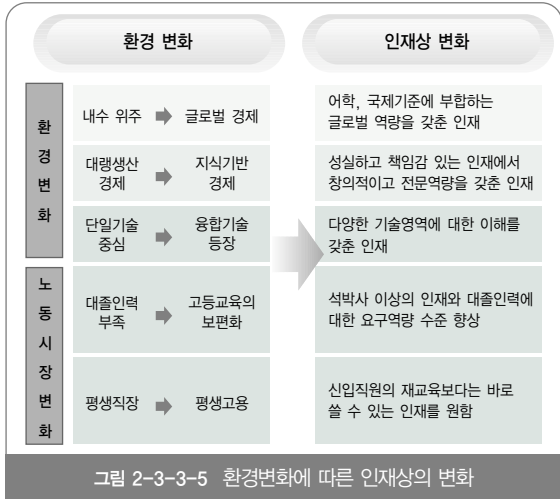 환경 변화
인재상 변화
환경변화
내수 위주 글로벌 경제
어학, 국제기준에 부합하는
글로벌 역량을 갖춘 인재
대랭생산 지식기반
경제 경제
성실하고 책임감 있는 인재에서
창의적이고 전문역량을 갖춘 인재
단일기술 융합기술
중심 등장
다양한 기술영역에 대한 이해를
갖춘 인재
노동시장변화
대졸인력 고등교육의
부족 보편화
석박사 이상의 인재와 대졸인력에
대한 요구역량 수준 향상
평생직장 평생고용
신입직원의 재교육보다는 바로
쓸 수 있는 인재를 원함
그림 2-3-3-5 환경변화에 따른 인재상의 변화